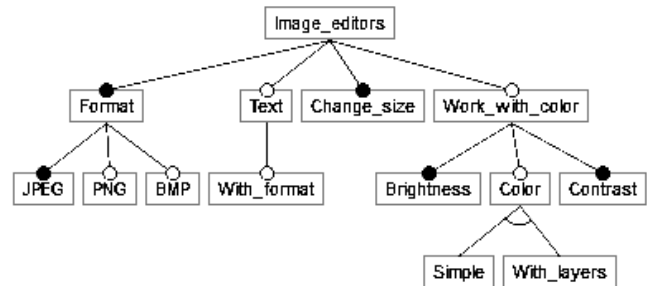 Image_editors
Format Text Change_size Work_with_color
JPEG PNG BMP With_format Brightness Color Contrast
Simple With_layers